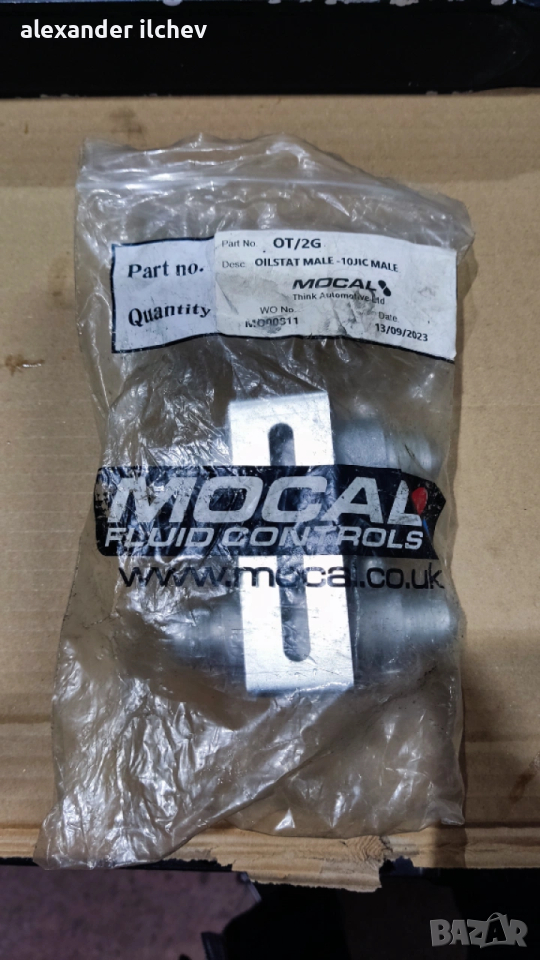 alexander ilchev
Part no.
Quantity
Part No. OT/2G
Desc. OILSTAT MALE -10JIC MALE
MOCAL
Think Automotive Ltd
WO No. Date
MO00811 13/09/2023
MOCAL
FLUID CONTROLS
www.mocal.co.uk
BAZAR